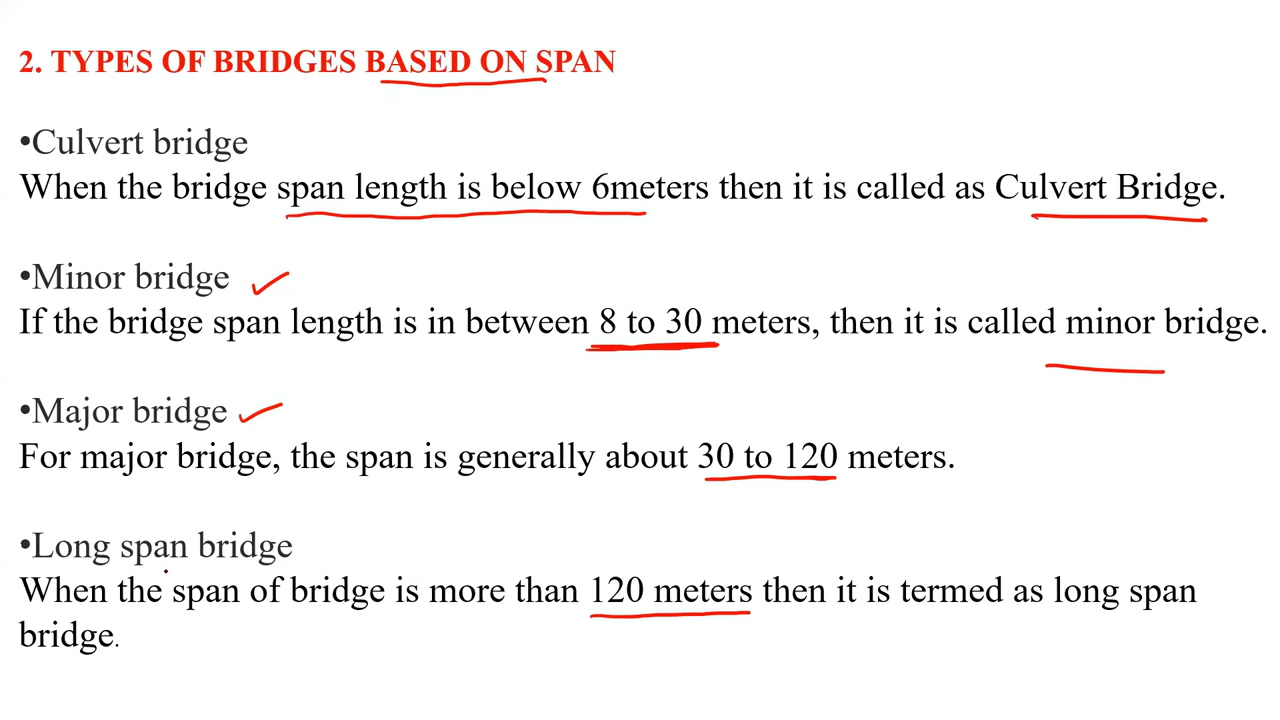 2. TYPES OF BRIDGES BASED ON SPAN
•Culvert bridge
When the bridge span length is below 6meters then it is called as Culvert Bridge.
•Minor bridge
If the bridge span length is in between 8 to 30 meters, then it is called minor bridge.
•Major bridge
For major bridge, the span is generally about 30 to 120 meters.
•Long span bridge
When the span of bridge is more than 120 meters then it is termed as long span
bridge.